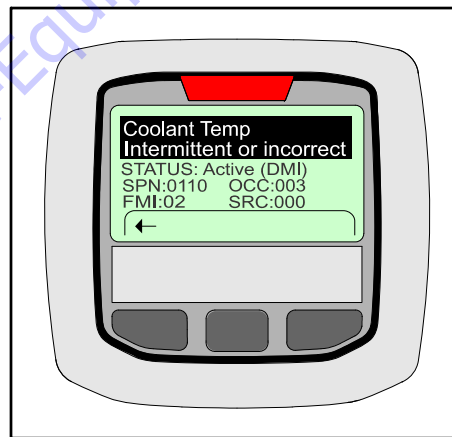 Coolant Temp
Intermittent or incorrect
STATUS: Active (DMI)
SPN:0110 OCC:003
FMI:02 SRC:000